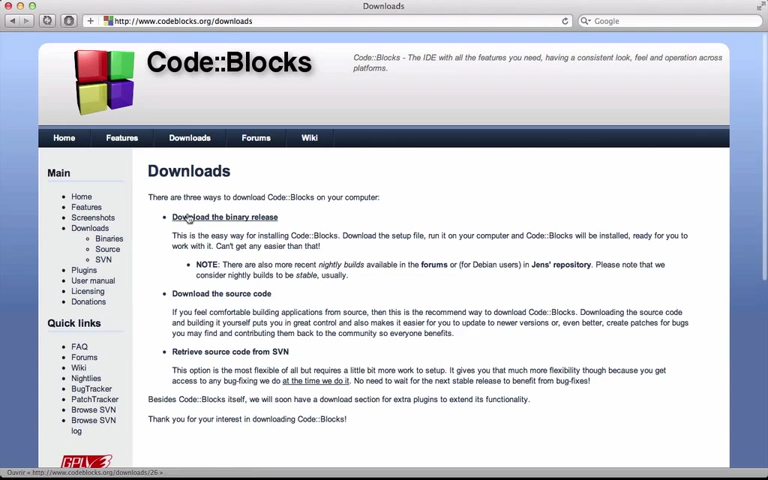 Downloads
http://www.codeblocks.org/downloads
Google
Code::Blocks
Code::Blocks - The IDE with all the features you need, having a consistent look, feel and operation across
platforms.
Home Features Downloads Forums Wiki
Main
Home
Features
Screenshots
Downloads
Binaries
Source
SVN
Plugins
User manual
Licensing
Donations
Quick links
FAQ
Forums
Wiki
Nightlies
BugTracker
PatchTracker
Browse SVN
Browse SVN
log
GPLV3
Downloads
There are three ways to download Code::Blocks on your computer:
Download the binary release
This is the easy way for installing Code::Blocks. Download the setup file, run it on your computer and Code::Blocks will be installed, ready for you to
work with it. Can't get any easier than that!
NOTE: There are also more recent nightly builds available in the forums or (for Debian users) in Jens' repository. Please note that we
consider nightly builds to be stable, usually.
Download the source code
If you feel comfortable building applications from source, then this is the recommend way to download Code::Blocks. Downloading the source code
and building it yourself puts you in great control and also makes it easier for you to update to newer versions or, even better, create patches for bugs
you may find and contributing them back to the community so everyone benefits.
Retrieve source code from SVN
This option is the most flexible of all but requires a little bit more work to setup. It gives you that much more flexibility though because you get
access to any bug-fixing we do at the time we do it. No need to wait for the next stable release to benefit from bug-fixes!
Besides Code::Blocks itself, we will soon have a download section for extra plugins to extend its functionality.
Thank you for your interest in downloading Code::Blocks!
Ouvrir « http://www.codeblocks.org/downloads/26 ».